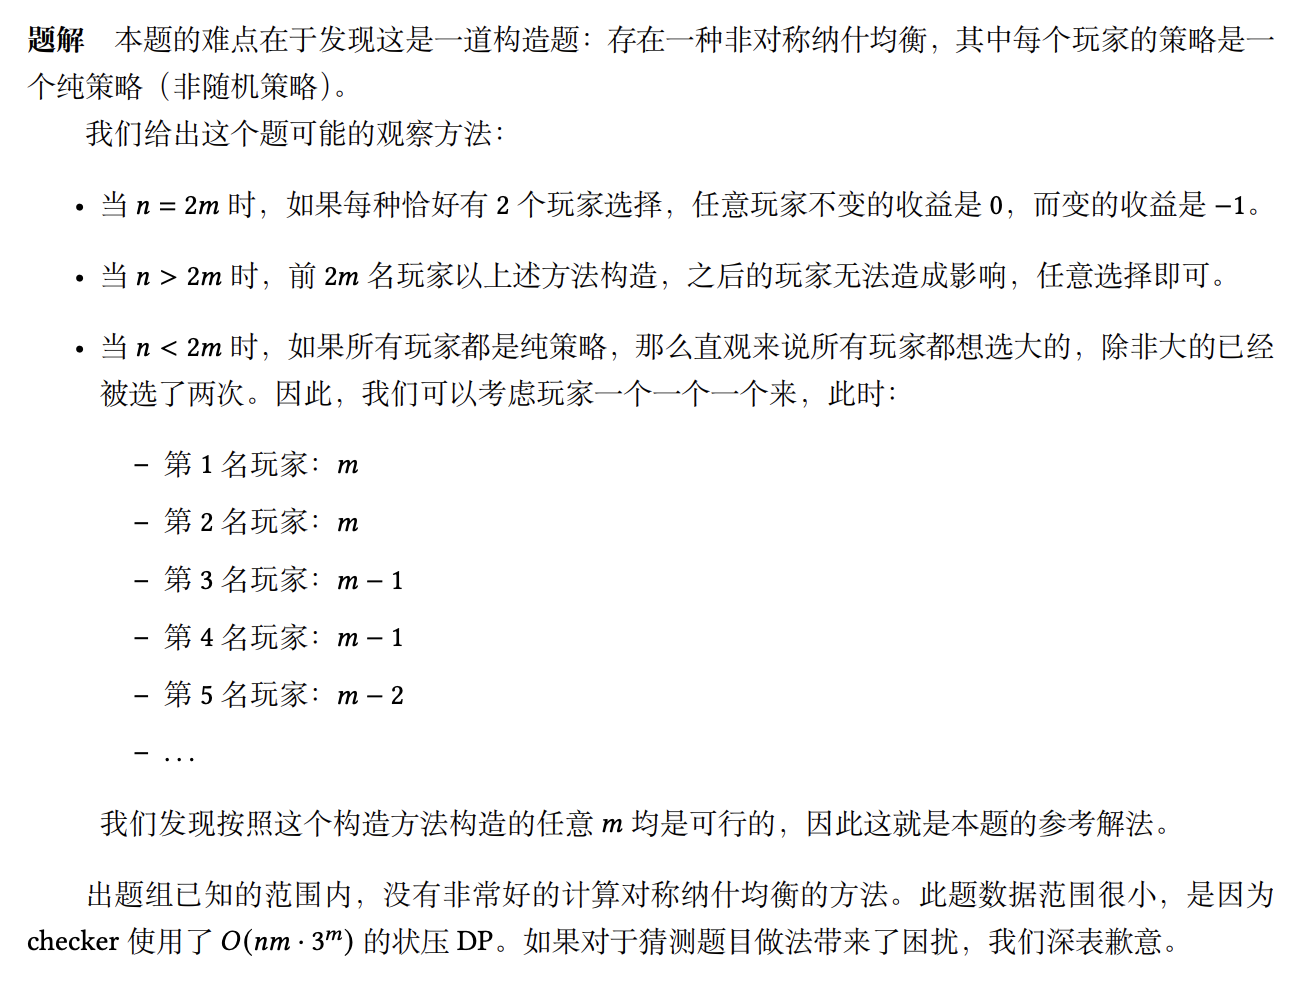 题解 本题的难点在于发现这是一道构造题：存在一种非对称纳什均衡，其中每个玩家的策略是一
个纯策略（非随机策略）。
我们给出这个题可能的观察方法：
• 当 n = 2m 时，如果每种恰好有 2 个玩家选择，任意玩家不变的收益是 0，而变的收益是 −1。
• 当 n > 2m 时，前 2m 名玩家以上述方法构造，之后的玩家无法造成影响，任意选择即可。
• 当 n < 2m 时，如果所有玩家都是纯策略，那么直观来说所有玩家都想选大的，除非大的已经
被选了两次。因此，我们可以考虑玩家一个一个一个来，此时：
– 第 1 名玩家：m
– 第 2 名玩家：m
– 第 3 名玩家：m − 1
– 第 4 名玩家：m − 1
– 第 5 名玩家：m − 2
– ...
我们发现按照这个构造方法构造的任意 m 均是可行的，因此这就是本题的参考解法。
出题组已知的范围内，没有非常好的计算对称纳什均衡的方法。此题数据范围很小，是因为
checker 使用了 O(nm · 3^m) 的状压 DP。如果对于猜测题目做法带来了困扰，我们深表歉意。